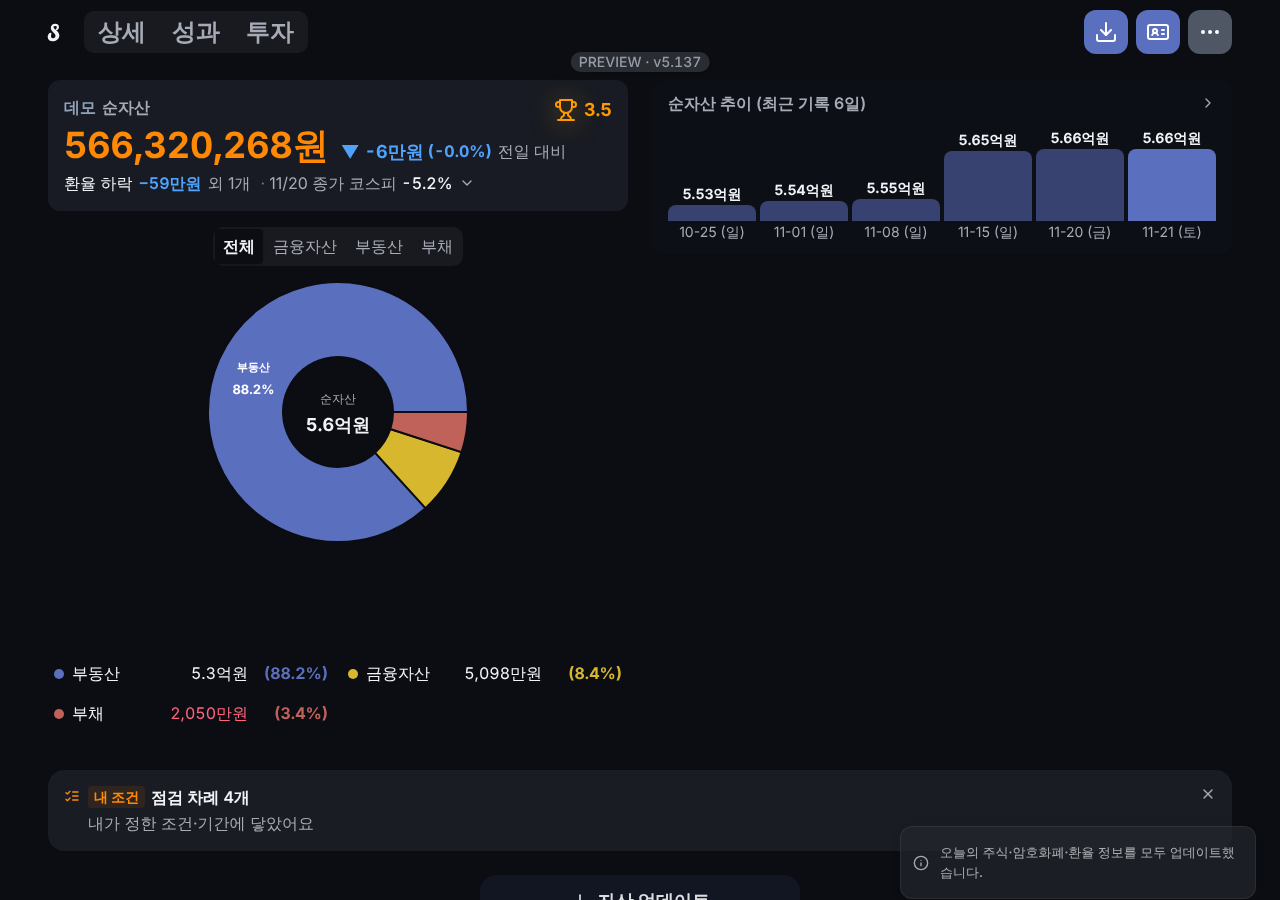 S
상세 성과 투자
PREVIEW · v5.137
데모 순자산
3.5
566,320,268원 ▼ -6만원 (-0.0%) 전일 대비
환율 하락 −59만원 외 1개 · 11/20 종가 코스피 -5.2%
순자산 추이 (최근 기록 6일)
5.53억원 5.54억원 5.55억원 5.65억원 5.66억원 5.66억원
10-25 (일) 11-01 (일) 11-08 (일) 11-15 (일) 11-20 (금) 11-21 (토)
전체 금융자산 부동산 부채
부동산
88.2%
순자산
5.6억원
부동산 5.3억원 (88.2%) 금융자산 5,098만원 (8.4%)
부채 2,050만원 (3.4%)
내 조건 점검 차례 4개
내가 정한 조건·기간에 닿았어요
오늘의 주식·암호화폐·환율 정보를 모두 업데이트했
습니다.
자산 업데이트